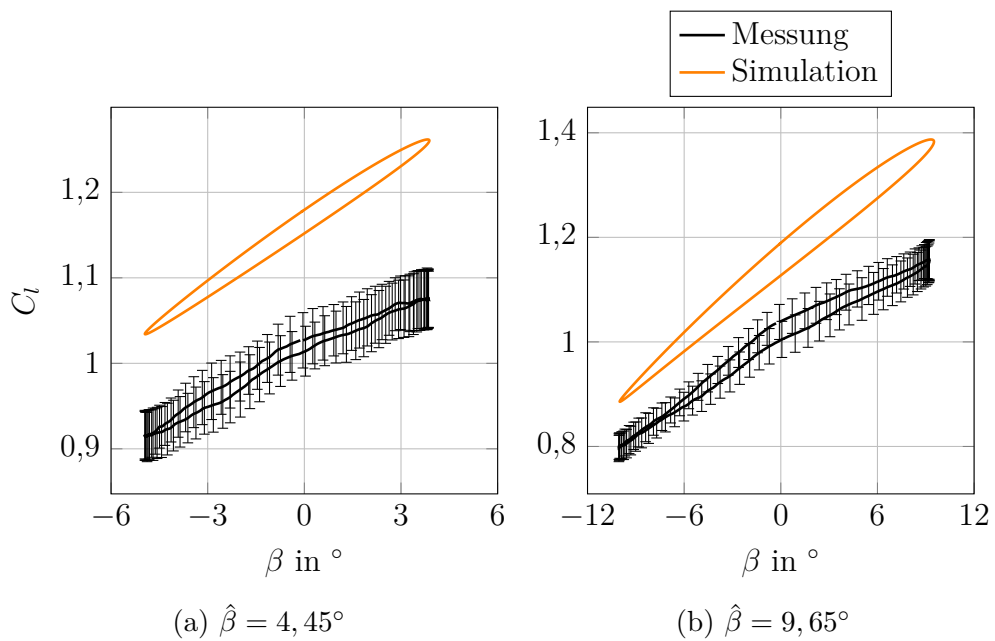 Messung
Simulation
1,2
1,1
1
0,9
C_l
−6 −3 0 3 6
β in °
(a) β̂ = 4, 45°
1,4
1,2
1
0,8
−12 −6 0 6 12
β in °
(b) β̂ = 9, 65°